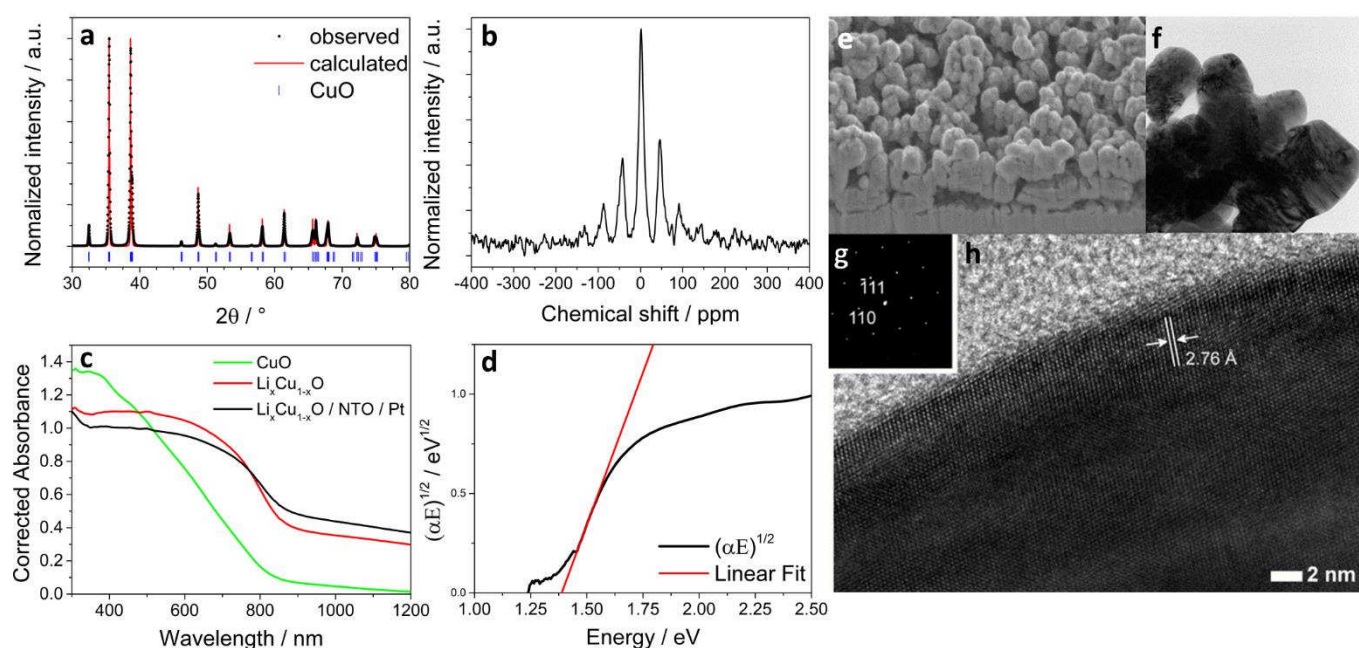 a
observed
calculated
CuO
Normalized intensity / a.u.
30 40 50 60 70 80
2θ / °
b
Normalized intensity / a.u.
-400 -300 -200 -100 0 100 200 300 400
Chemical shift / ppm
c
CuO
LiₓCu₁₋ₓO
LiₓCu₁₋ₓO / NTO / Pt
Corrected Absorbance
1.4
1.2
1.0
0.8
0.6
0.4
0.2
0.0
400 600 800 1000 1200
Wavelength / nm
d
(αE)^1/2 / eV^1/2
1.0
0.5
0.0
(αE)^1/2
Linear Fit
1.00 1.25 1.50 1.75 2.00 2.25 2.50
Energy / eV
e
f
g
1̅11
110
h
2.76 Å
2 nm